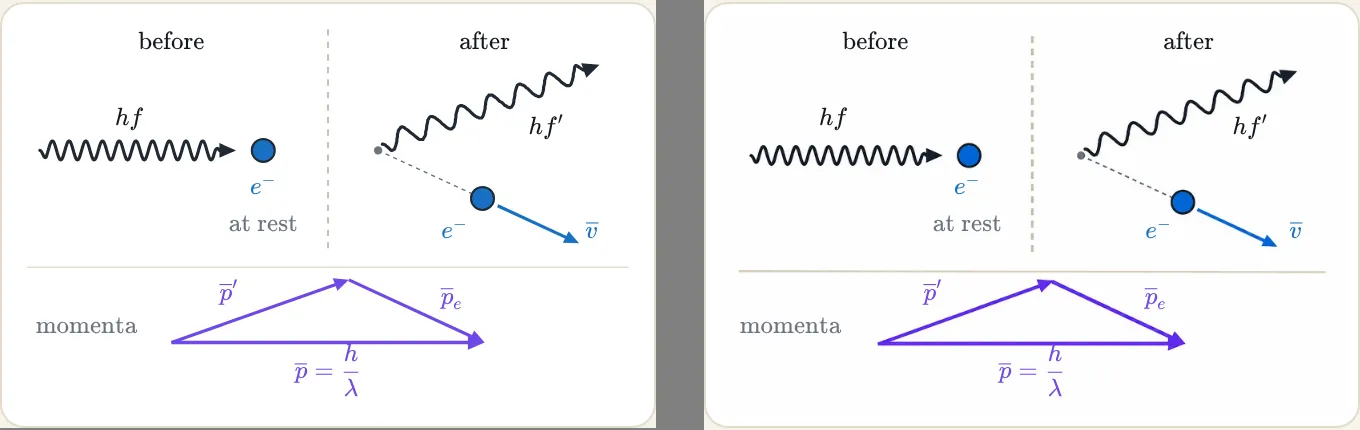 before
after
hf
hf′
e⁻
at rest
e⁻
v̅
p̅′
p̅ₑ
momenta
p̅ = h/λ
before
after
hf
hf′
e⁻
at rest
e⁻
v̅
p̅′
p̅ₑ
momenta
p̅ = h/λ